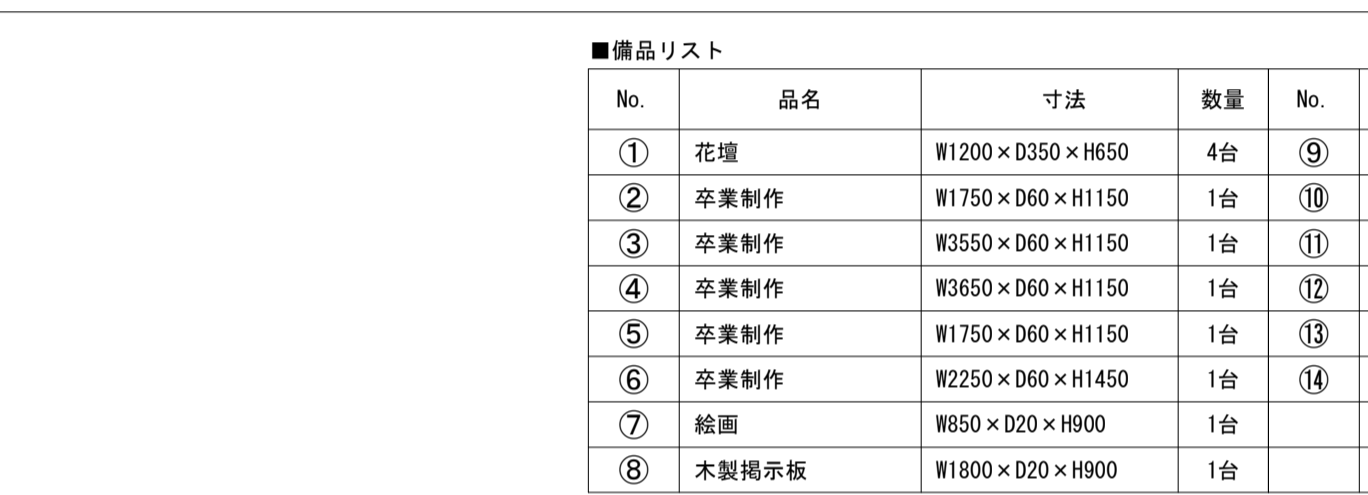 ■備品リスト
No. 品名 寸法 数量 No.
① 花壇 W1200×D350×H650 4台 ⑨
② 卒業制作 W1750×D60×H1150 1台 ⑩
③ 卒業制作 W3550×D60×H1150 1台 ⑪
④ 卒業制作 W3650×D60×H1150 1台 ⑫
⑤ 卒業制作 W1750×D60×H1150 1台 ⑬
⑥ 卒業制作 W2250×D60×H1450 1台 ⑭
⑦ 絵画 W850×D20×H900 1台
⑧ 木製掲示板 W1800×D20×H900 1台